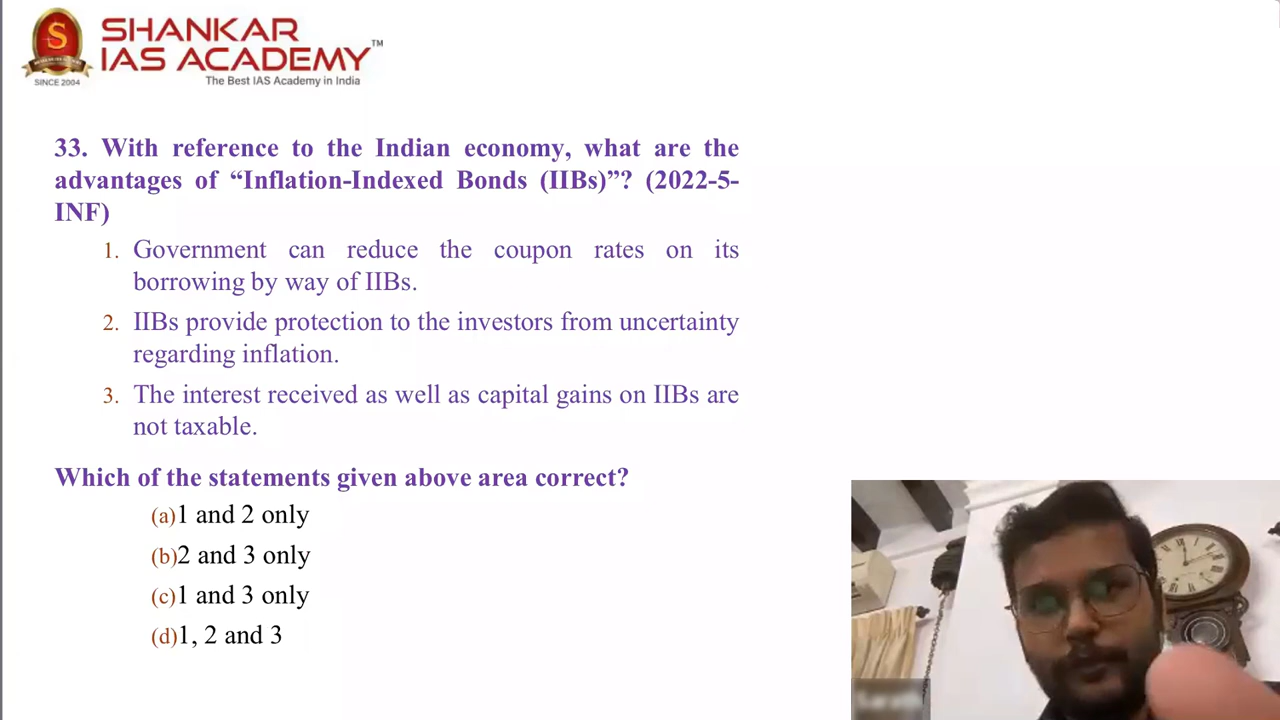 SHANKAR
IAS ACADEMY™
The Best IAS Academy in India
S
SINCE 2004
33. With reference to the Indian economy, what are the
advantages of “Inflation-Indexed Bonds (IIBs)”? (2022-5-
INF)
1. Government can reduce the coupon rates on its
borrowing by way of IIBs.
2. IIBs provide protection to the investors from uncertainty
regarding inflation.
3. The interest received as well as capital gains on IIBs are
not taxable.
Which of the statements given above area correct?
(a)1 and 2 only
(b)2 and 3 only
(c)1 and 3 only
(d)1, 2 and 3